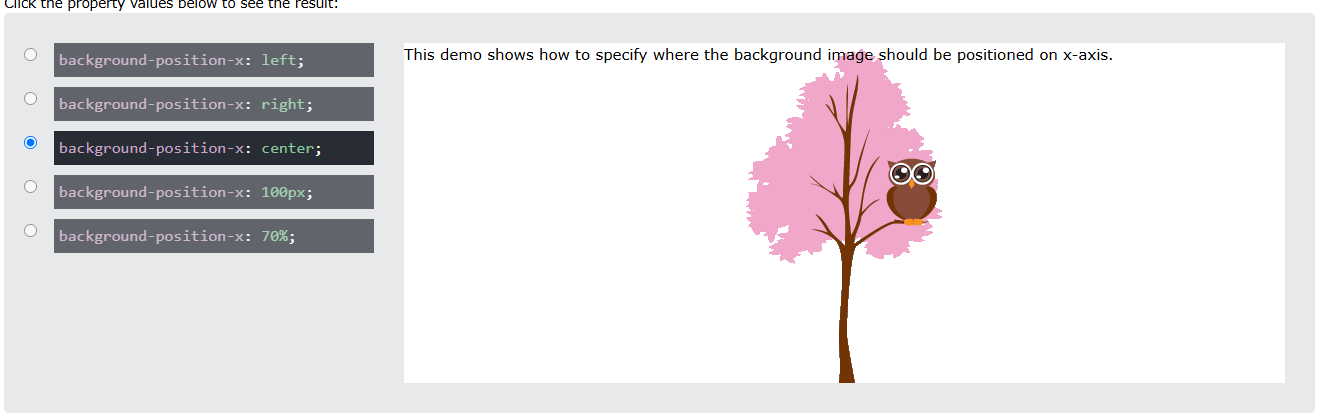 Click the property values below to see the result:
background-position-x: left;
background-position-x: right;
background-position-x: center;
background-position-x: 100px;
background-position-x: 70%;
This demo shows how to specify where the background image should be positioned on x-axis.